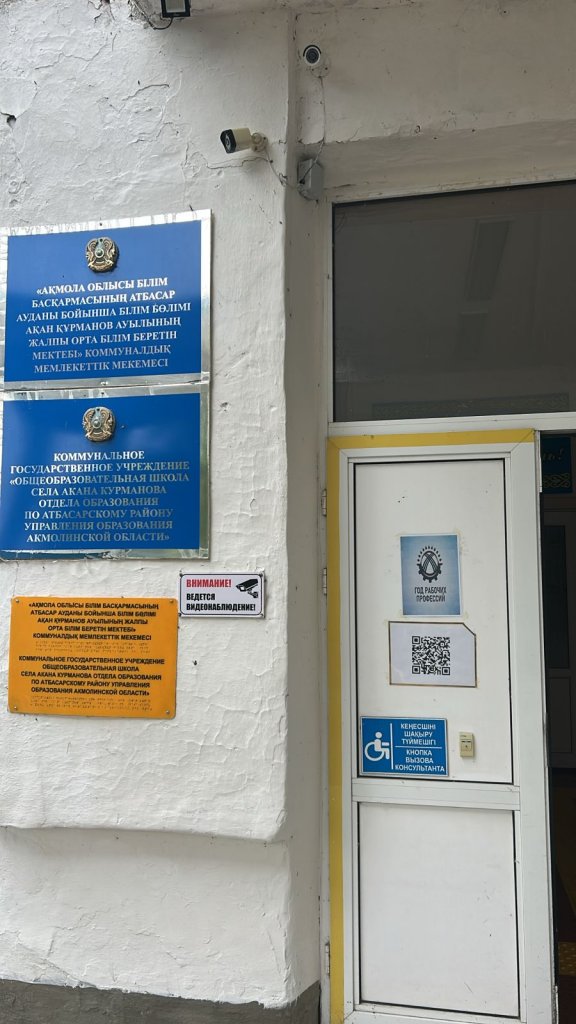 «АҚМОЛА ОБЛЫСЫ БІЛІМ
БАСҚАРМАСЫНЫҢ АТБАСАР
АУДАНЫ БОЙЫНША БІЛІМ БӨЛІМІ
АҚАН ҚҰРМАНОВ АУЫЛЫНЫҢ
ЖАЛПЫ ОРТА БІЛІМ БЕРЕТІН
МЕКТЕБІ» КОММУНАЛДЫҚ
МЕМЛЕКЕТТІК МЕКЕМЕСІ
КОММУНАЛЬНОЕ
ГОСУДАРСТВЕННОЕ УЧРЕЖДЕНИЕ
«ОБЩЕОБРАЗОВАТЕЛЬНАЯ ШКОЛА
СЕЛА АКАНА КУРМАНОВА
ОТДЕЛА ОБРАЗОВАНИЯ
ПО АТБАСАРСКОМУ РАЙОНУ
УПРАВЛЕНИЯ ОБРАЗОВАНИЯ
АКМОЛИНСКОЙ ОБЛАСТИ»
ВНИМАНИЕ!
ВЕДЕТСЯ
ВИДЕОНАБЛЮДЕНИЕ!
«АҚМОЛА ОБЛЫСЫ БІЛІМ БАСҚАРМАСЫНЫҢ
АТБАСАР АУДАНЫ БОЙЫНША БІЛІМ БӨЛІМІ
АҚАН ҚҰРМАНОВ АУЫЛЫНЫҢ ЖАЛПЫ
ОРТА БІЛІМ БЕРЕТІН МЕКТЕБІ»
КОММУНАЛДЫҚ МЕМЛЕКЕТТІК МЕКЕМЕСІ
КОММУНАЛЬНОЕ ГОСУДАРСТВЕННОЕ УЧРЕЖДЕНИЕ
ОБЩЕОБРАЗОВАТЕЛЬНАЯ ШКОЛА
СЕЛА АКАНА КУРМАНОВА ОТДЕЛА ОБРАЗОВАНИЯ
ПО АТБАСАРСКОМУ РАЙОНУ УПРАВЛЕНИЯ
ОБРАЗОВАНИЯ АКМОЛИНСКОЙ ОБЛАСТИ»
ГОД РАБОЧИХ
ПРОФЕССИЙ
КЕҢЕСШІНІ
ШАҚЫРУ
ТҮЙМЕШІГІ
КНОПКА
ВЫЗОВА
КОНСУЛЬТАНТА